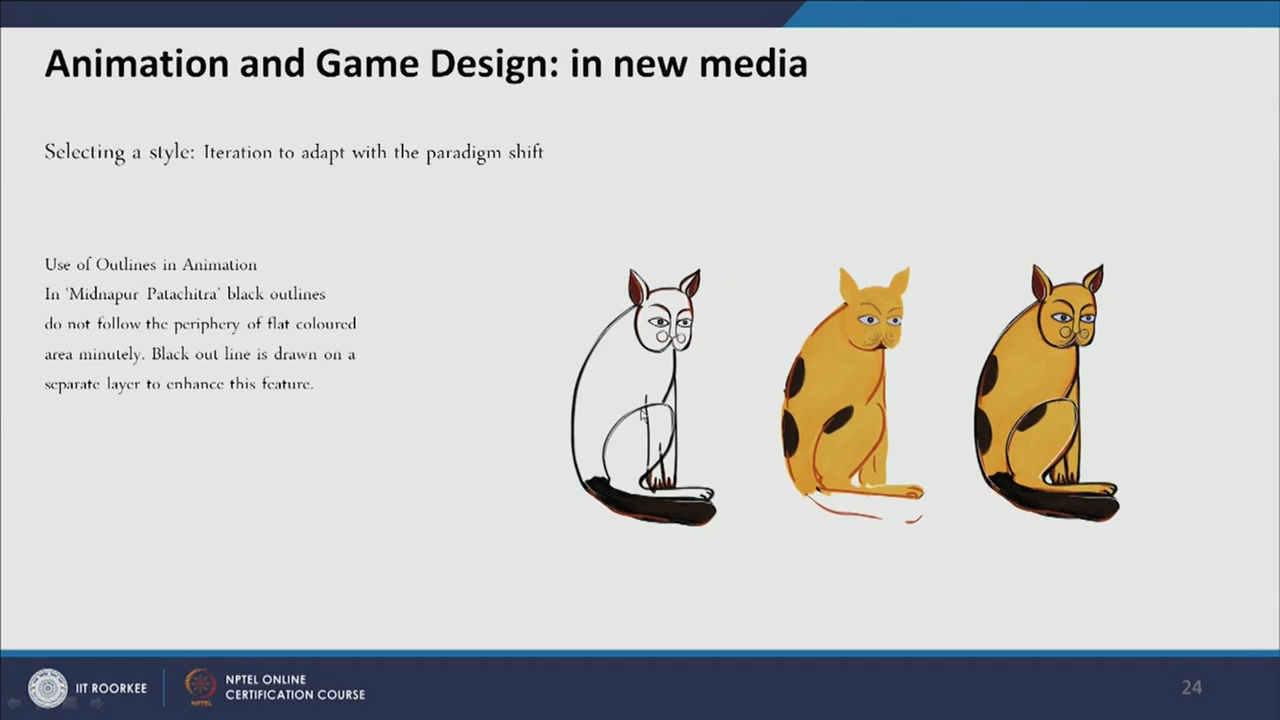 Animation and Game Design: in new media
Selecting a style: Iteration to adapt with the paradigm shift
Use of Outlines in Animation
In ‘Midnapur Patachitra’ black outlines
do not follow the periphery of flat coloured
area minutely. Black out line is drawn on a
separate layer to enhance this feature.
IIT ROORKEE
NPTEL ONLINE
CERTIFICATION COURSE
NPTEL
24